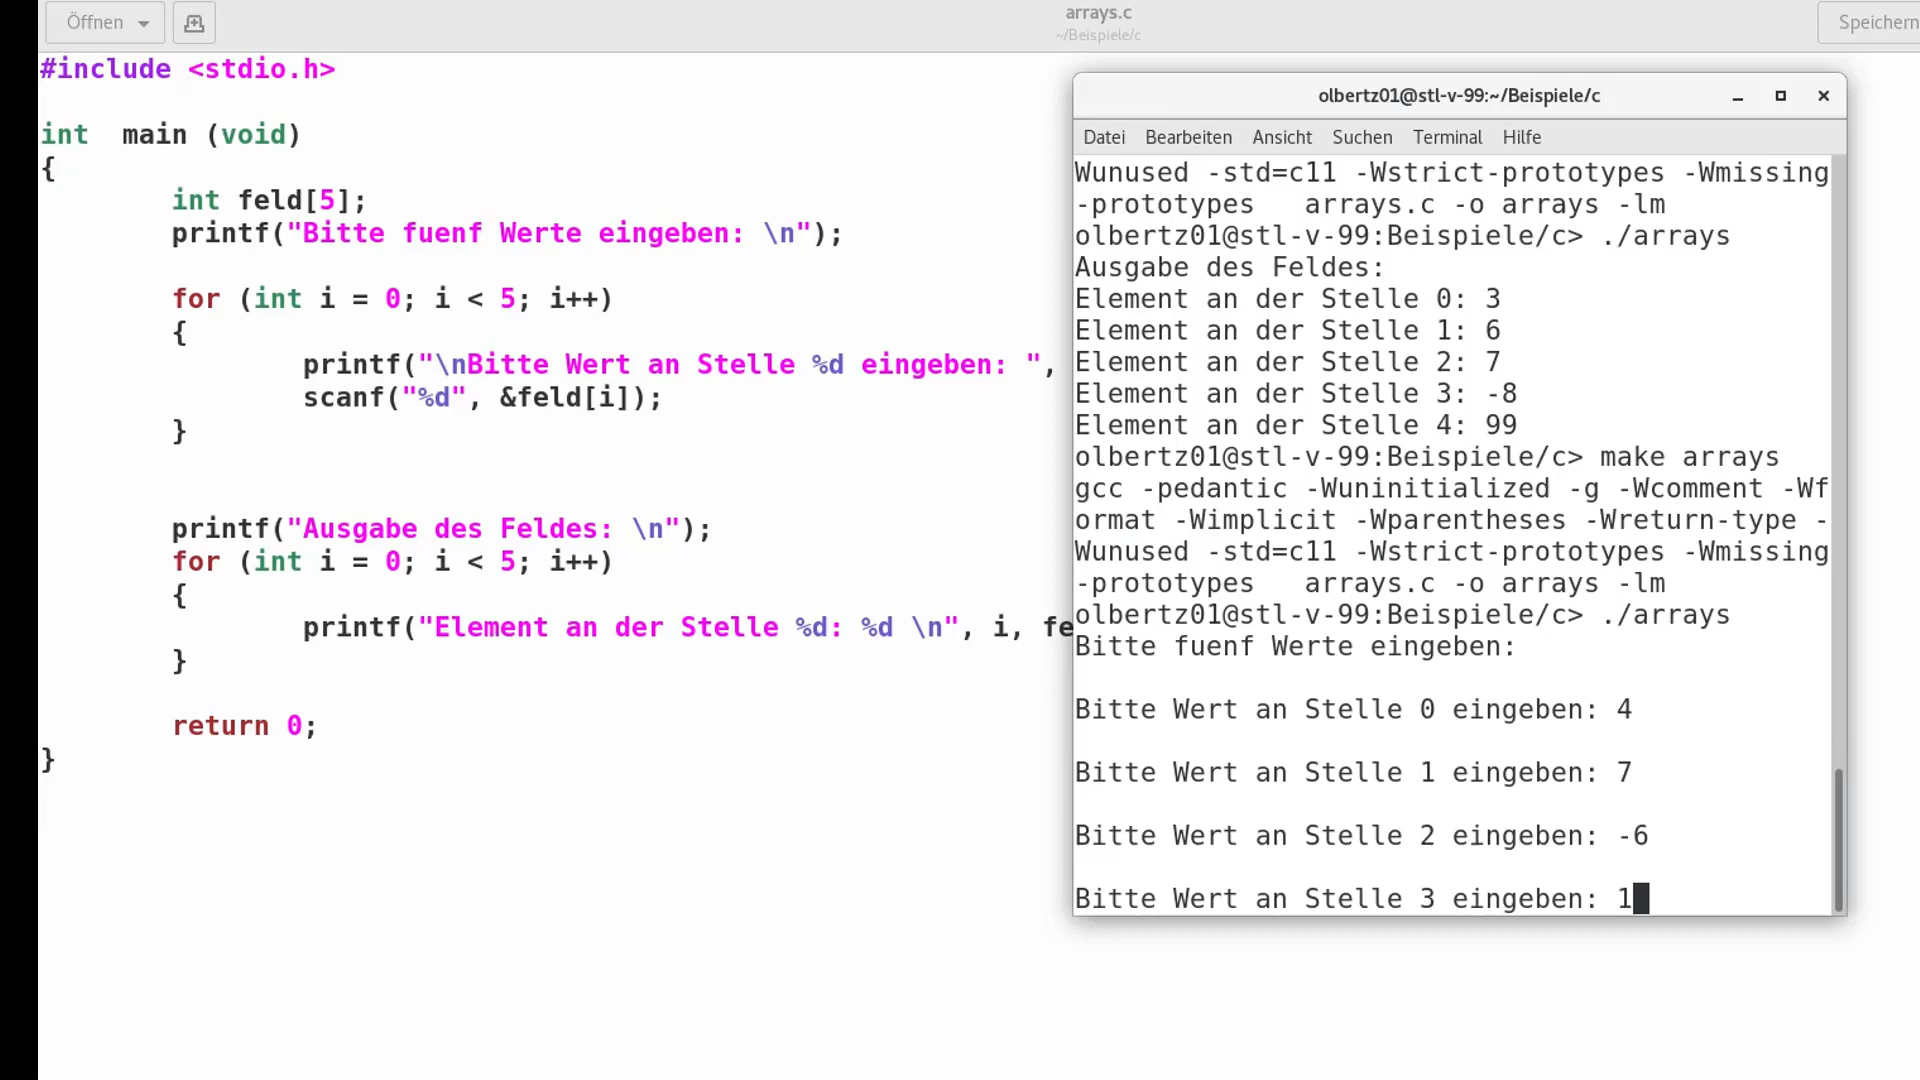 Öffnen
arrays.c
~/Beispiele/c
Speichern
#include <stdio.h>
int  main (void)
{
int feld[5];
printf("Bitte fuenf Werte eingeben: \n");
for (int i = 0; i < 5; i++)
{
printf("\nBitte Wert an Stelle %d eingeben: ",
scanf("%d", &feld[i]);
}
printf("Ausgabe des Feldes: \n");
for (int i = 0; i < 5; i++)
{
printf("Element an der Stelle %d: %d \n", i, fe
}
return 0;
}
olbertz01@stl-v-99:~/Beispiele/c
Datei Bearbeiten Ansicht Suchen Terminal Hilfe
Wunused -std=c11 -Wstrict-prototypes -Wmissing
-prototypes   arrays.c -o arrays -lm
olbertz01@stl-v-99:Beispiele/c> ./arrays
Ausgabe des Feldes:
Element an der Stelle 0: 3
Element an der Stelle 1: 6
Element an der Stelle 2: 7
Element an der Stelle 3: -8
Element an der Stelle 4: 99
olbertz01@stl-v-99:Beispiele/c> make arrays
gcc -pedantic -Wuninitialized -g -Wcomment -Wf
ormat -Wimplicit -Wparentheses -Wreturn-type -
Wunused -std=c11 -Wstrict-prototypes -Wmissing
-prototypes   arrays.c -o arrays -lm
olbertz01@stl-v-99:Beispiele/c> ./arrays
Bitte fuenf Werte eingeben:
Bitte Wert an Stelle 0 eingeben: 4
Bitte Wert an Stelle 1 eingeben: 7
Bitte Wert an Stelle 2 eingeben: -6
Bitte Wert an Stelle 3 eingeben: 1